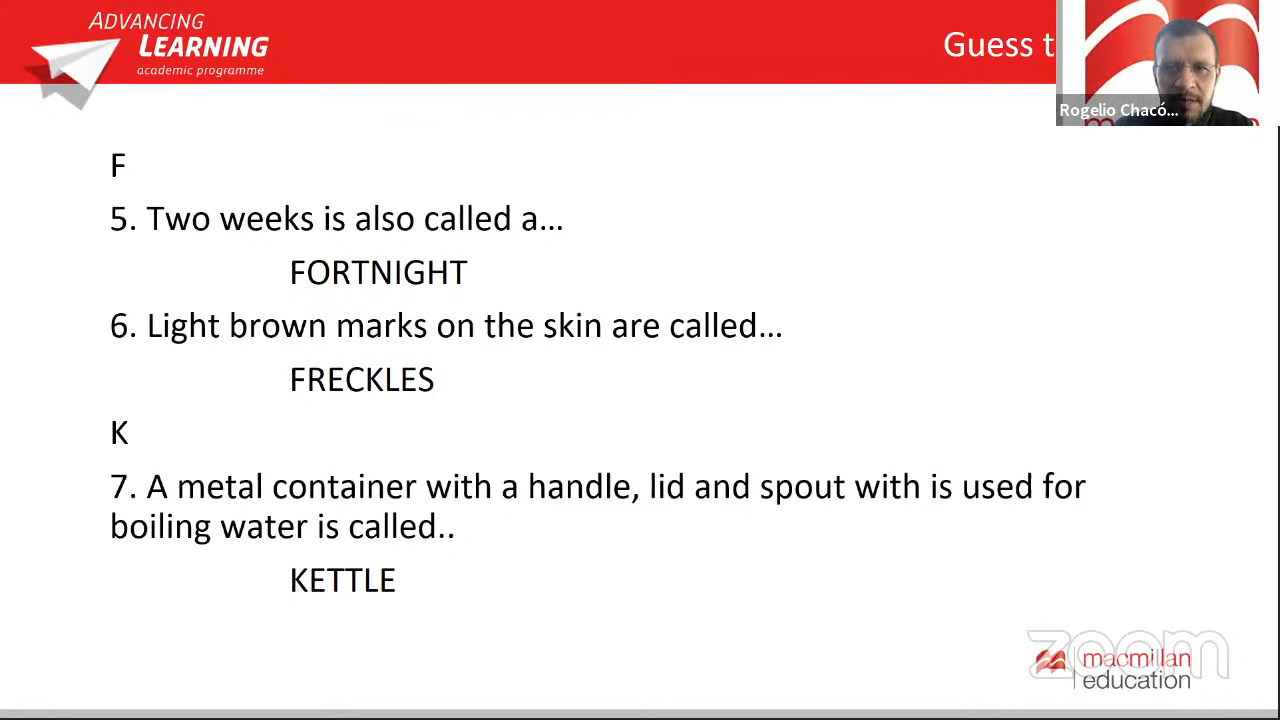 ADVANCING
LEARNING
academic programme
Guess t
Rogelio Chacó...
F
5. Two weeks is also called a...
FORTNIGHT
6. Light brown marks on the skin are called...
FRECKLES
K
7. A metal container with a handle, lid and spout with is used for
boiling water is called..
KETTLE
zoom
macmillan
education